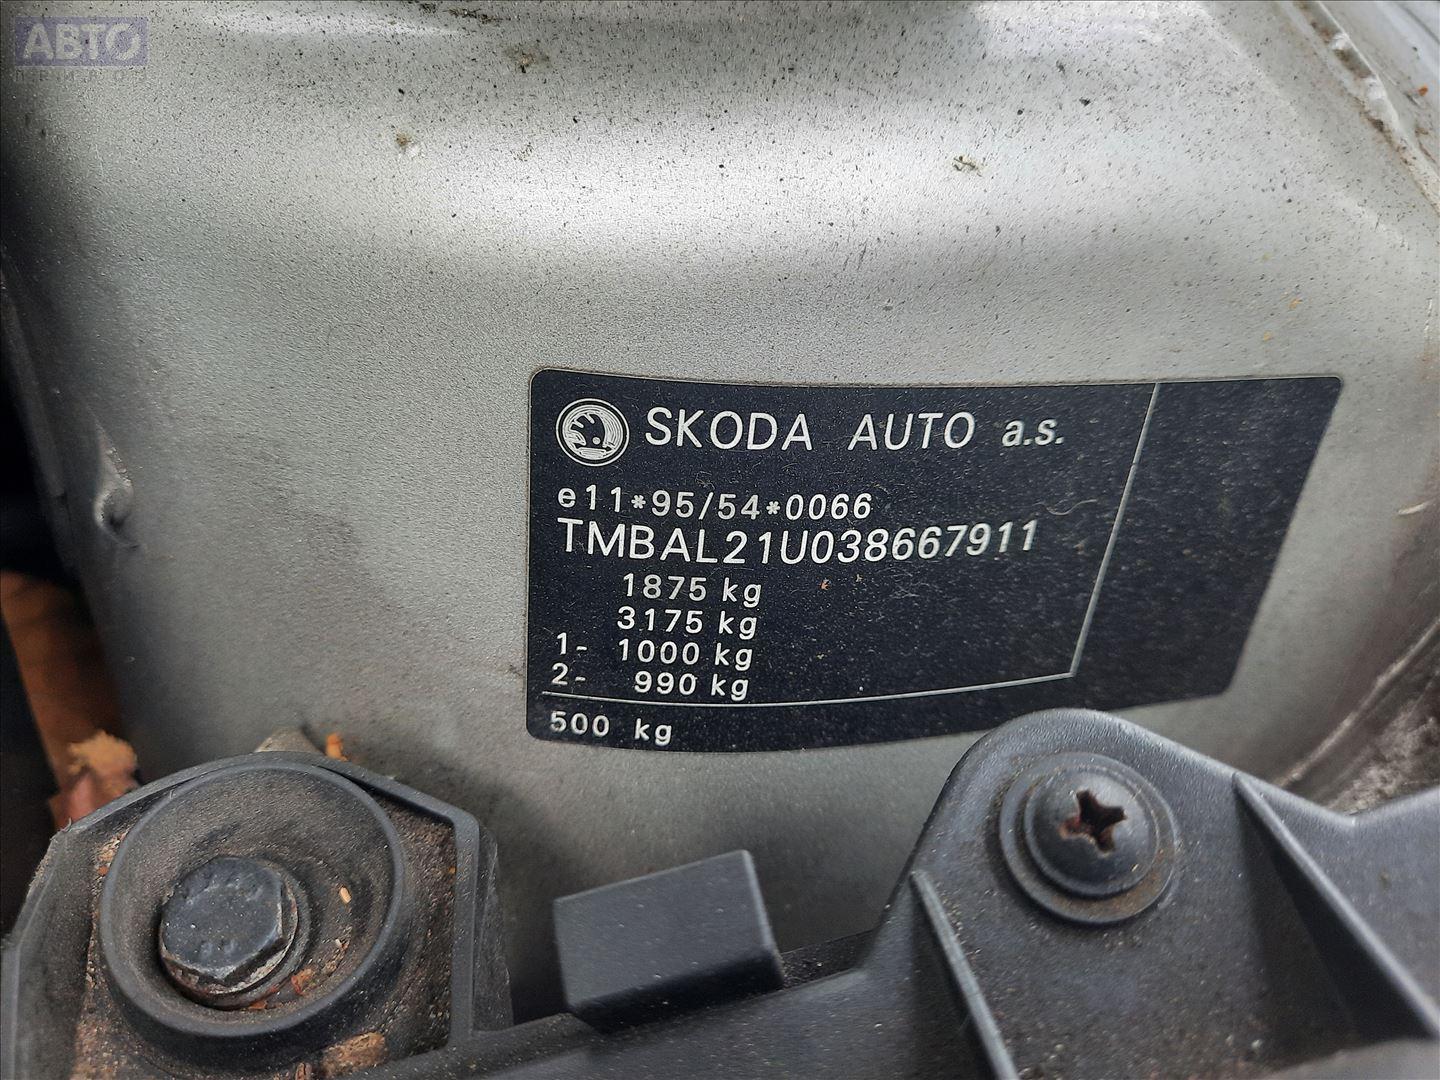 АВТО
SKODA AUTO a.s.
e11*95/54*0066
TMBAL21U038667911
1875 kg
3175 kg
1- 1000 kg
2- 990 kg
500 kg